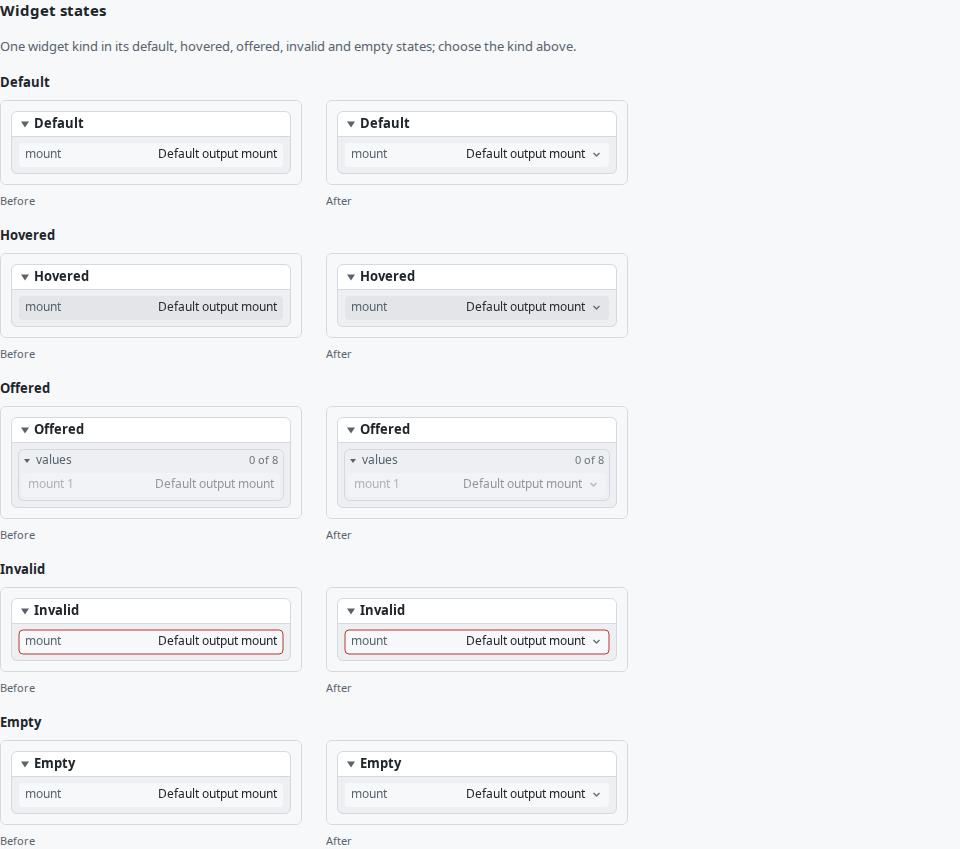 Widget states
One widget kind in its default, hovered, offered, invalid and empty states; choose the kind above.
Default
Default
mount Default output mount
Before
Default
mount Default output mount
After
Hovered
Hovered
mount Default output mount
Before
Hovered
mount Default output mount
After
Offered
Offered
values 0 of 8
mount 1 Default output mount
Before
Offered
values 0 of 8
mount 1 Default output mount
After
Invalid
Invalid
mount Default output mount
Before
Invalid
mount Default output mount
After
Empty
Empty
mount Default output mount
Before
Empty
mount Default output mount
After